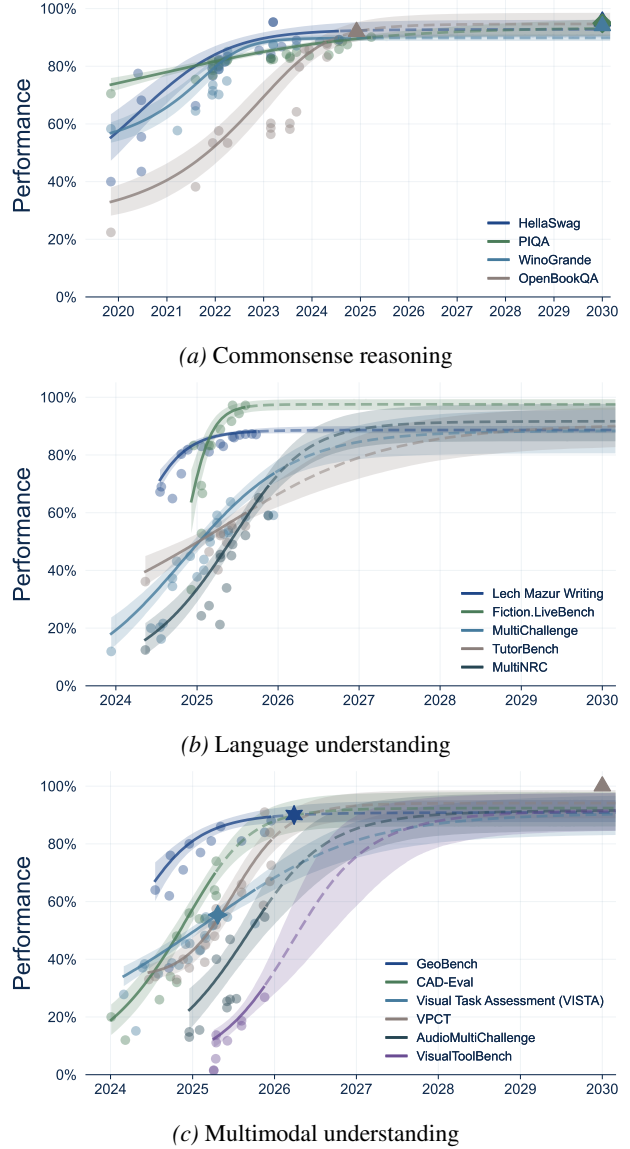 100%
80%
60%
40%
20%
0%
Performance
HellaSwag
PIQA
WinoGrande
OpenBookQA
2020 2021 2022 2023 2024 2025 2026 2027 2028 2029 2030
(a) Commonsense reasoning
100%
80%
60%
40%
20%
0%
Performance
Lech Mazur Writing
Fiction.LiveBench
MultiChallenge
TutorBench
MultiNRC
2024 2025 2026 2027 2028 2029 2030
(b) Language understanding
100%
80%
60%
40%
20%
0%
Performance
GeoBench
CAD-Eval
Visual Task Assessment (VISTA)
VPCT
AudioMultiChallenge
VisualToolBench
2024 2025 2026 2027 2028 2029 2030
(c) Multimodal understanding